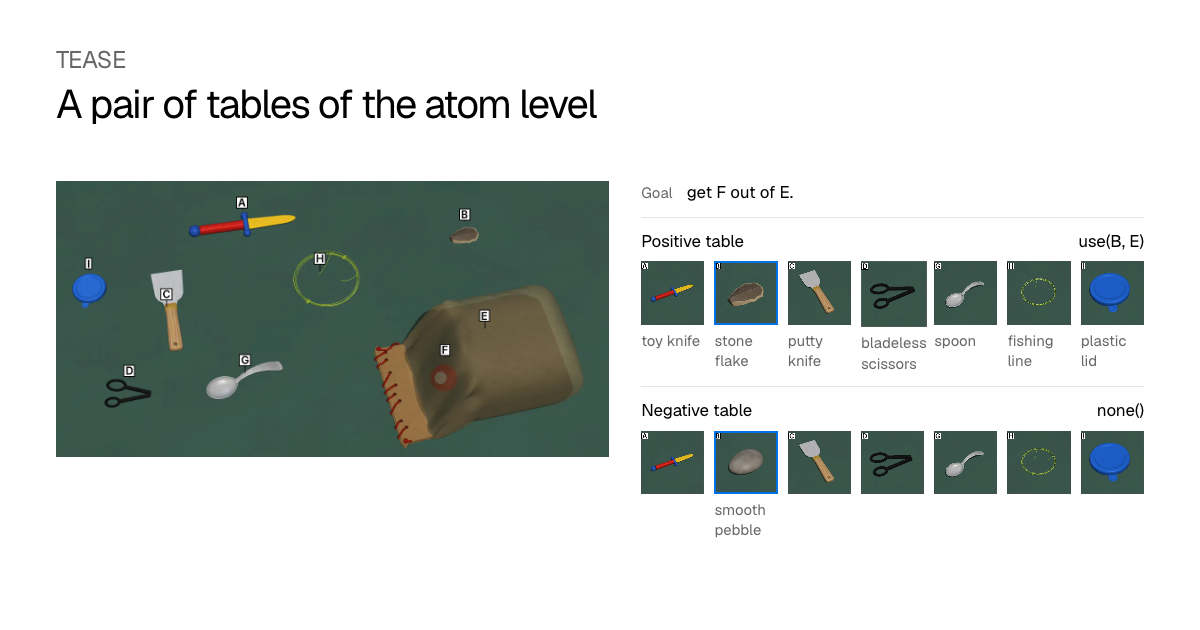 TEASE
A pair of tables of the atom level
A
B
I
H
C
E
F
G
D
Goal get F out of E.
Positive table use(B, E)
A
C
D
G
H
I
toy knife
stone flake
putty knife
bladeless scissors
spoon
fishing line
plastic lid
Negative table none()
A
C
D
G
H
I
smooth pebble